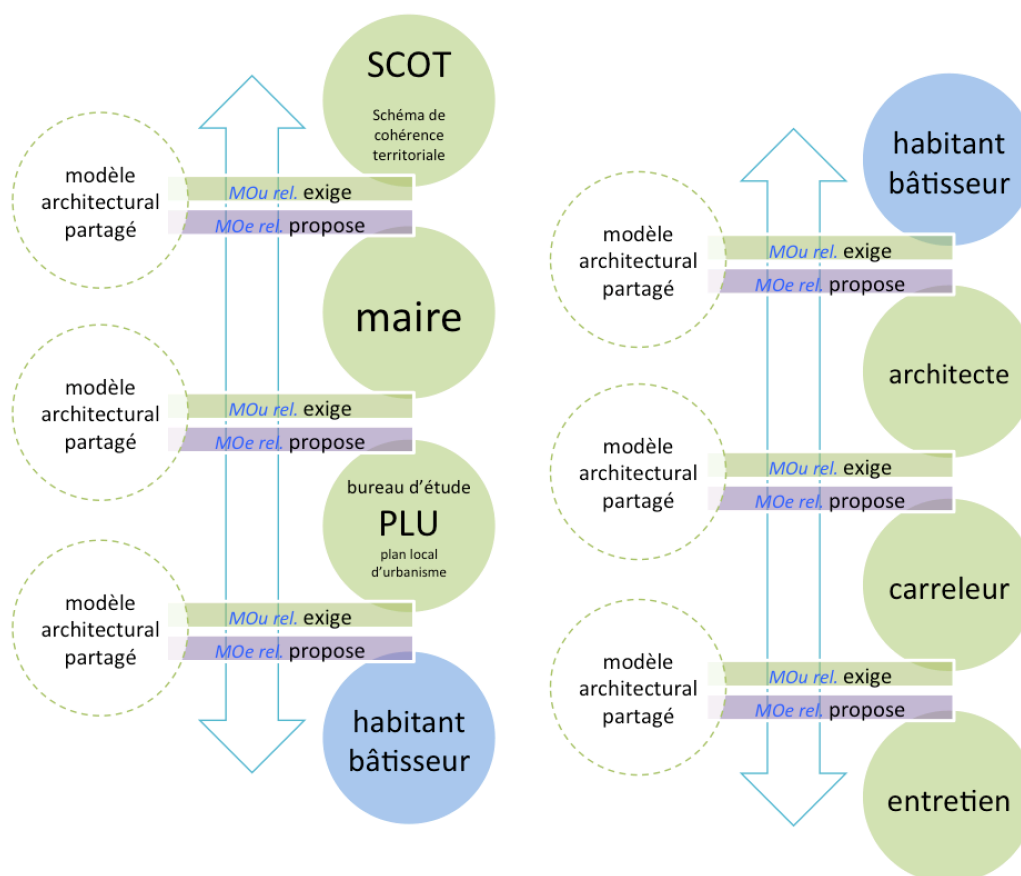 SCOT
Schéma de
cohérence
territoriale
modèle
architectural
partagé
MOu rel. exige
MOe rel. propose
maire
modèle
architectural
partagé
MOu rel. exige
MOe rel. propose
bureau d'étude
PLU
plan local
d'urbanisme
modèle
architectural
partagé
MOu rel. exige
MOe rel. propose
habitant
bâtisseur
habitant
bâtisseur
modèle
architectural
partagé
MOu rel. exige
MOe rel. propose
architecte
modèle
architectural
partagé
MOu rel. exige
MOe rel. propose
carreleur
modèle
architectural
partagé
MOu rel. exige
MOe rel. propose
entretien